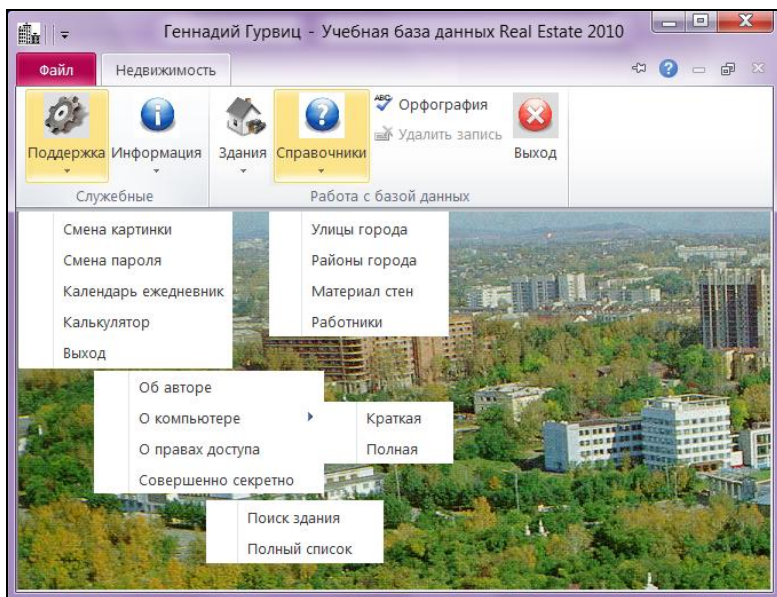 Геннадий Гурвиц - Учебная база данных Real Estate 2010
Файл Недвижимость
ABC Орфография
Удалить запись
Поддержка Информация Здания Справочники Выход
Служебные Работа с базой данных
Смена картинки
Смена пароля
Календарь ежедневник
Калькулятор
Выход
Улицы города
Районы города
Материал стен
Работники
Об авторе
О компьютере
О правах доступа
Совершенно секретно
Краткая
Полная
Поиск здания
Полный список